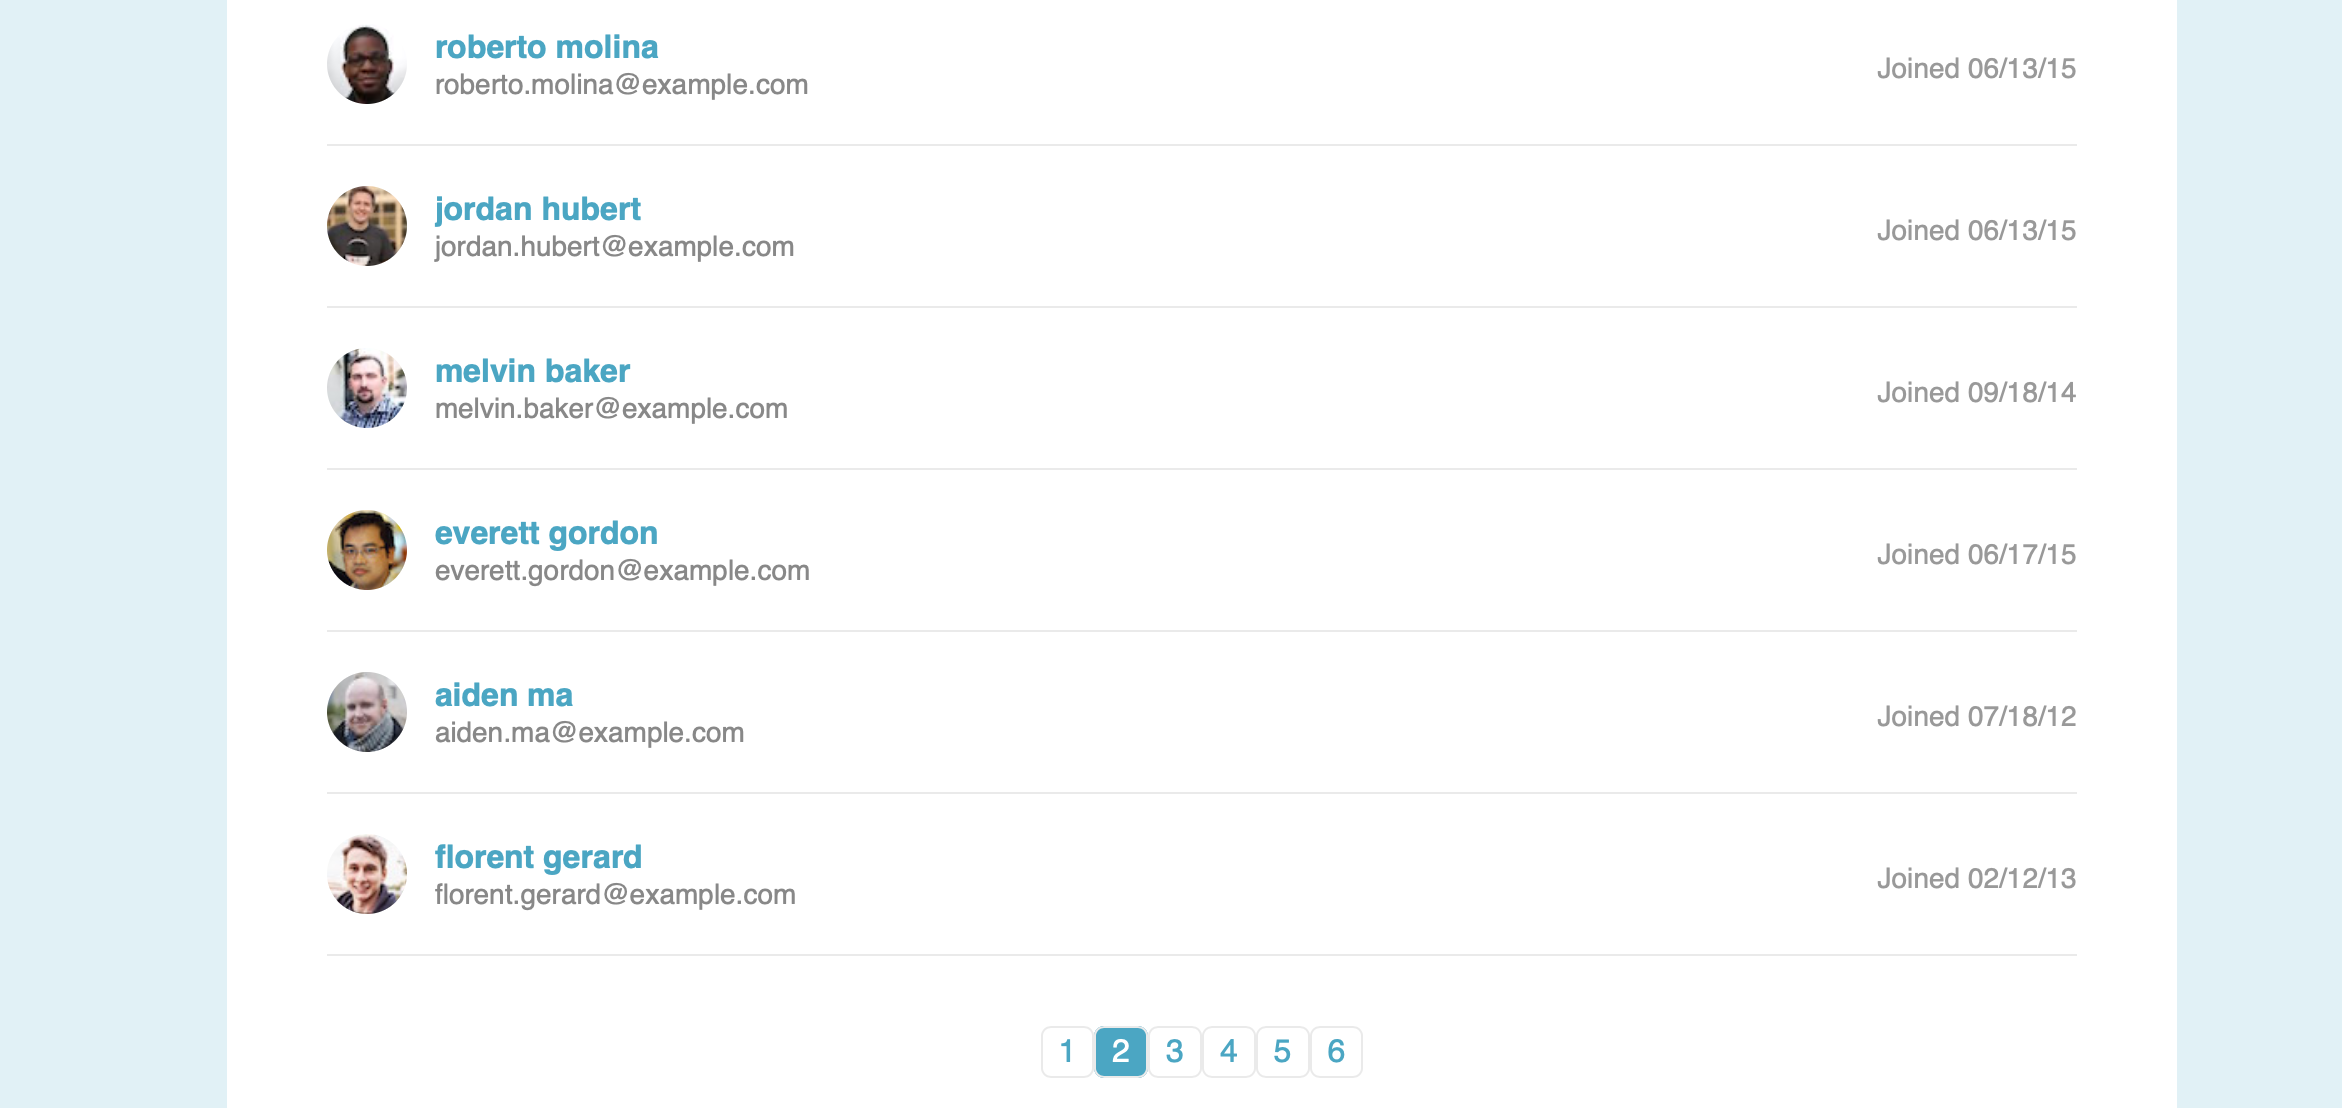 roberto molina
roberto.molina@example.com
Joined 06/13/15
jordan hubert
jordan.hubert@example.com
Joined 06/13/15
melvin baker
melvin.baker@example.com
Joined 09/18/14
everett gordon
everett.gordon@example.com
Joined 06/17/15
aiden ma
aiden.ma@example.com
Joined 07/18/12
florent gerard
florent.gerard@example.com
Joined 02/12/13
1 2 3 4 5 6